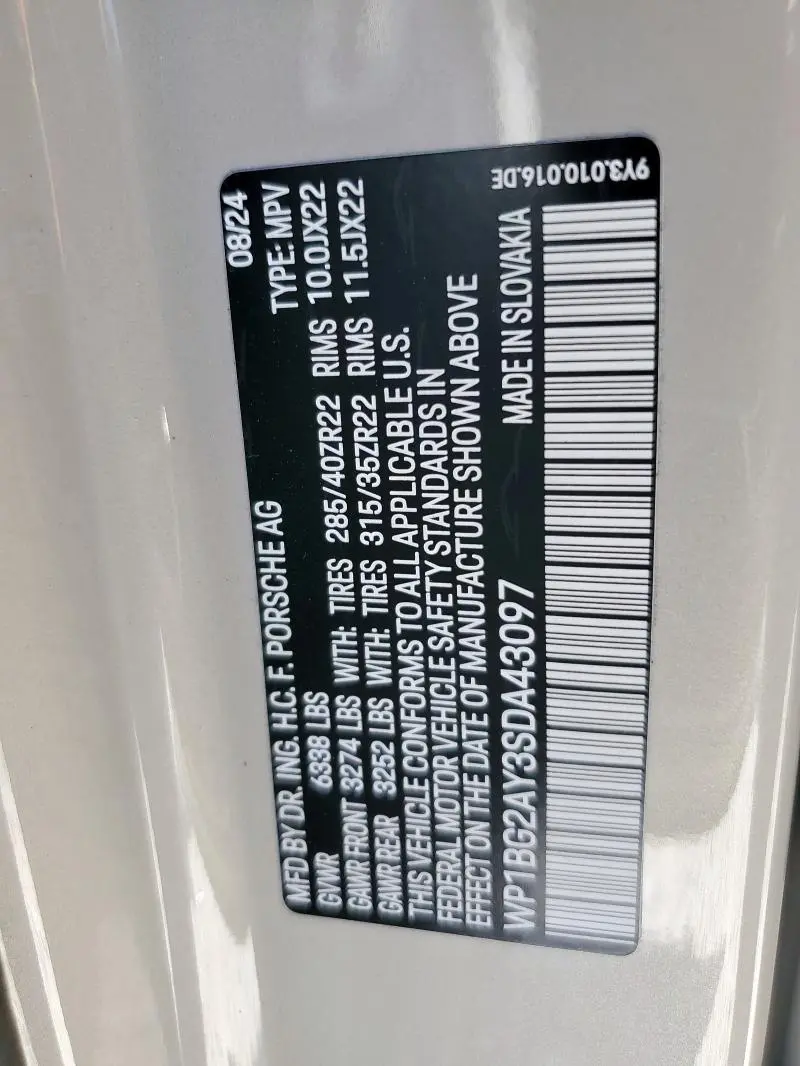 MFD BY DR. ING. H.C. F. PORSCHE AG 08/24
GVWR 6338 LBS TYPE: MPV
GAWR FRONT 3274 LBS WITH: TIRES 285/40ZR22 RIMS 10.0JX22
GAWR REAR 3252 LBS WITH: TIRES 315/35ZR22 RIMS 11.5JX22
THIS VEHICLE CONFORMS TO ALL APPLICABLE U.S.
FEDERAL MOTOR VEHICLE SAFETY STANDARDS IN
EFFECT ON THE DATE OF MANUFACTURE SHOWN ABOVE
WP1BG2AY3SDA43097 MADE IN SLOVAKIA
9Y3.010.016.DE